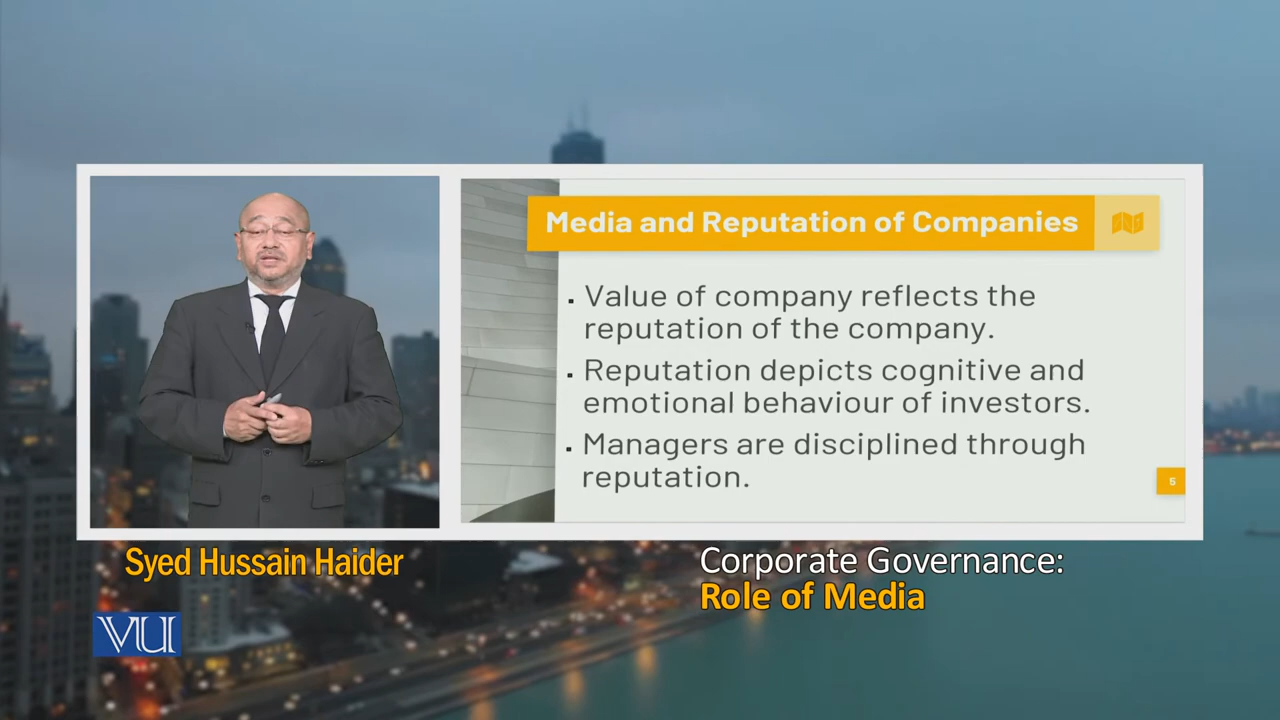 Media and Reputation of Companies
▪ Value of company reflects the
reputation of the company.
▪ Reputation depicts cognitive and
emotional behaviour of investors.
▪ Managers are disciplined through
reputation.
5
Syed Hussain Haider
Corporate Governance:
Role of Media
VU